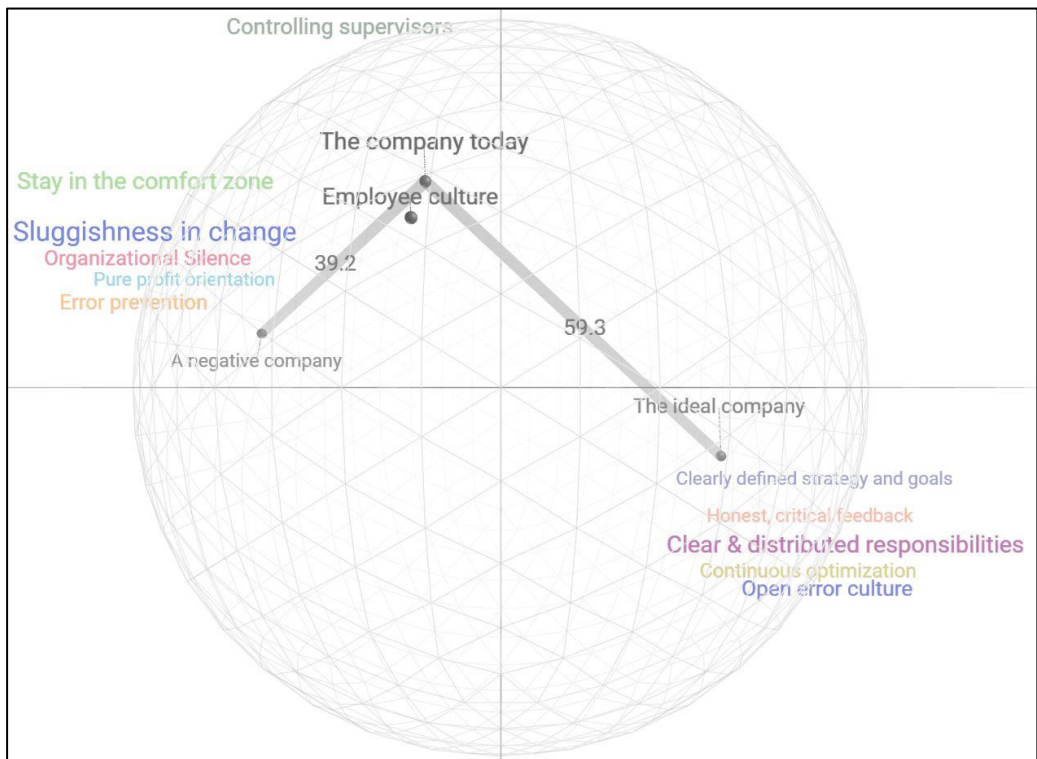 Controlling supervisors
The company today
Stay in the comfort zone
Employee culture
Sluggishness in change
Organizational Silence
39.2
Pure profit orientation
Error prevention
59.3
A negative company
The ideal company
Clearly defined strategy and goals
Honest, critical feedback
Clear & distributed responsibilities
Continuous optimization
Open error culture